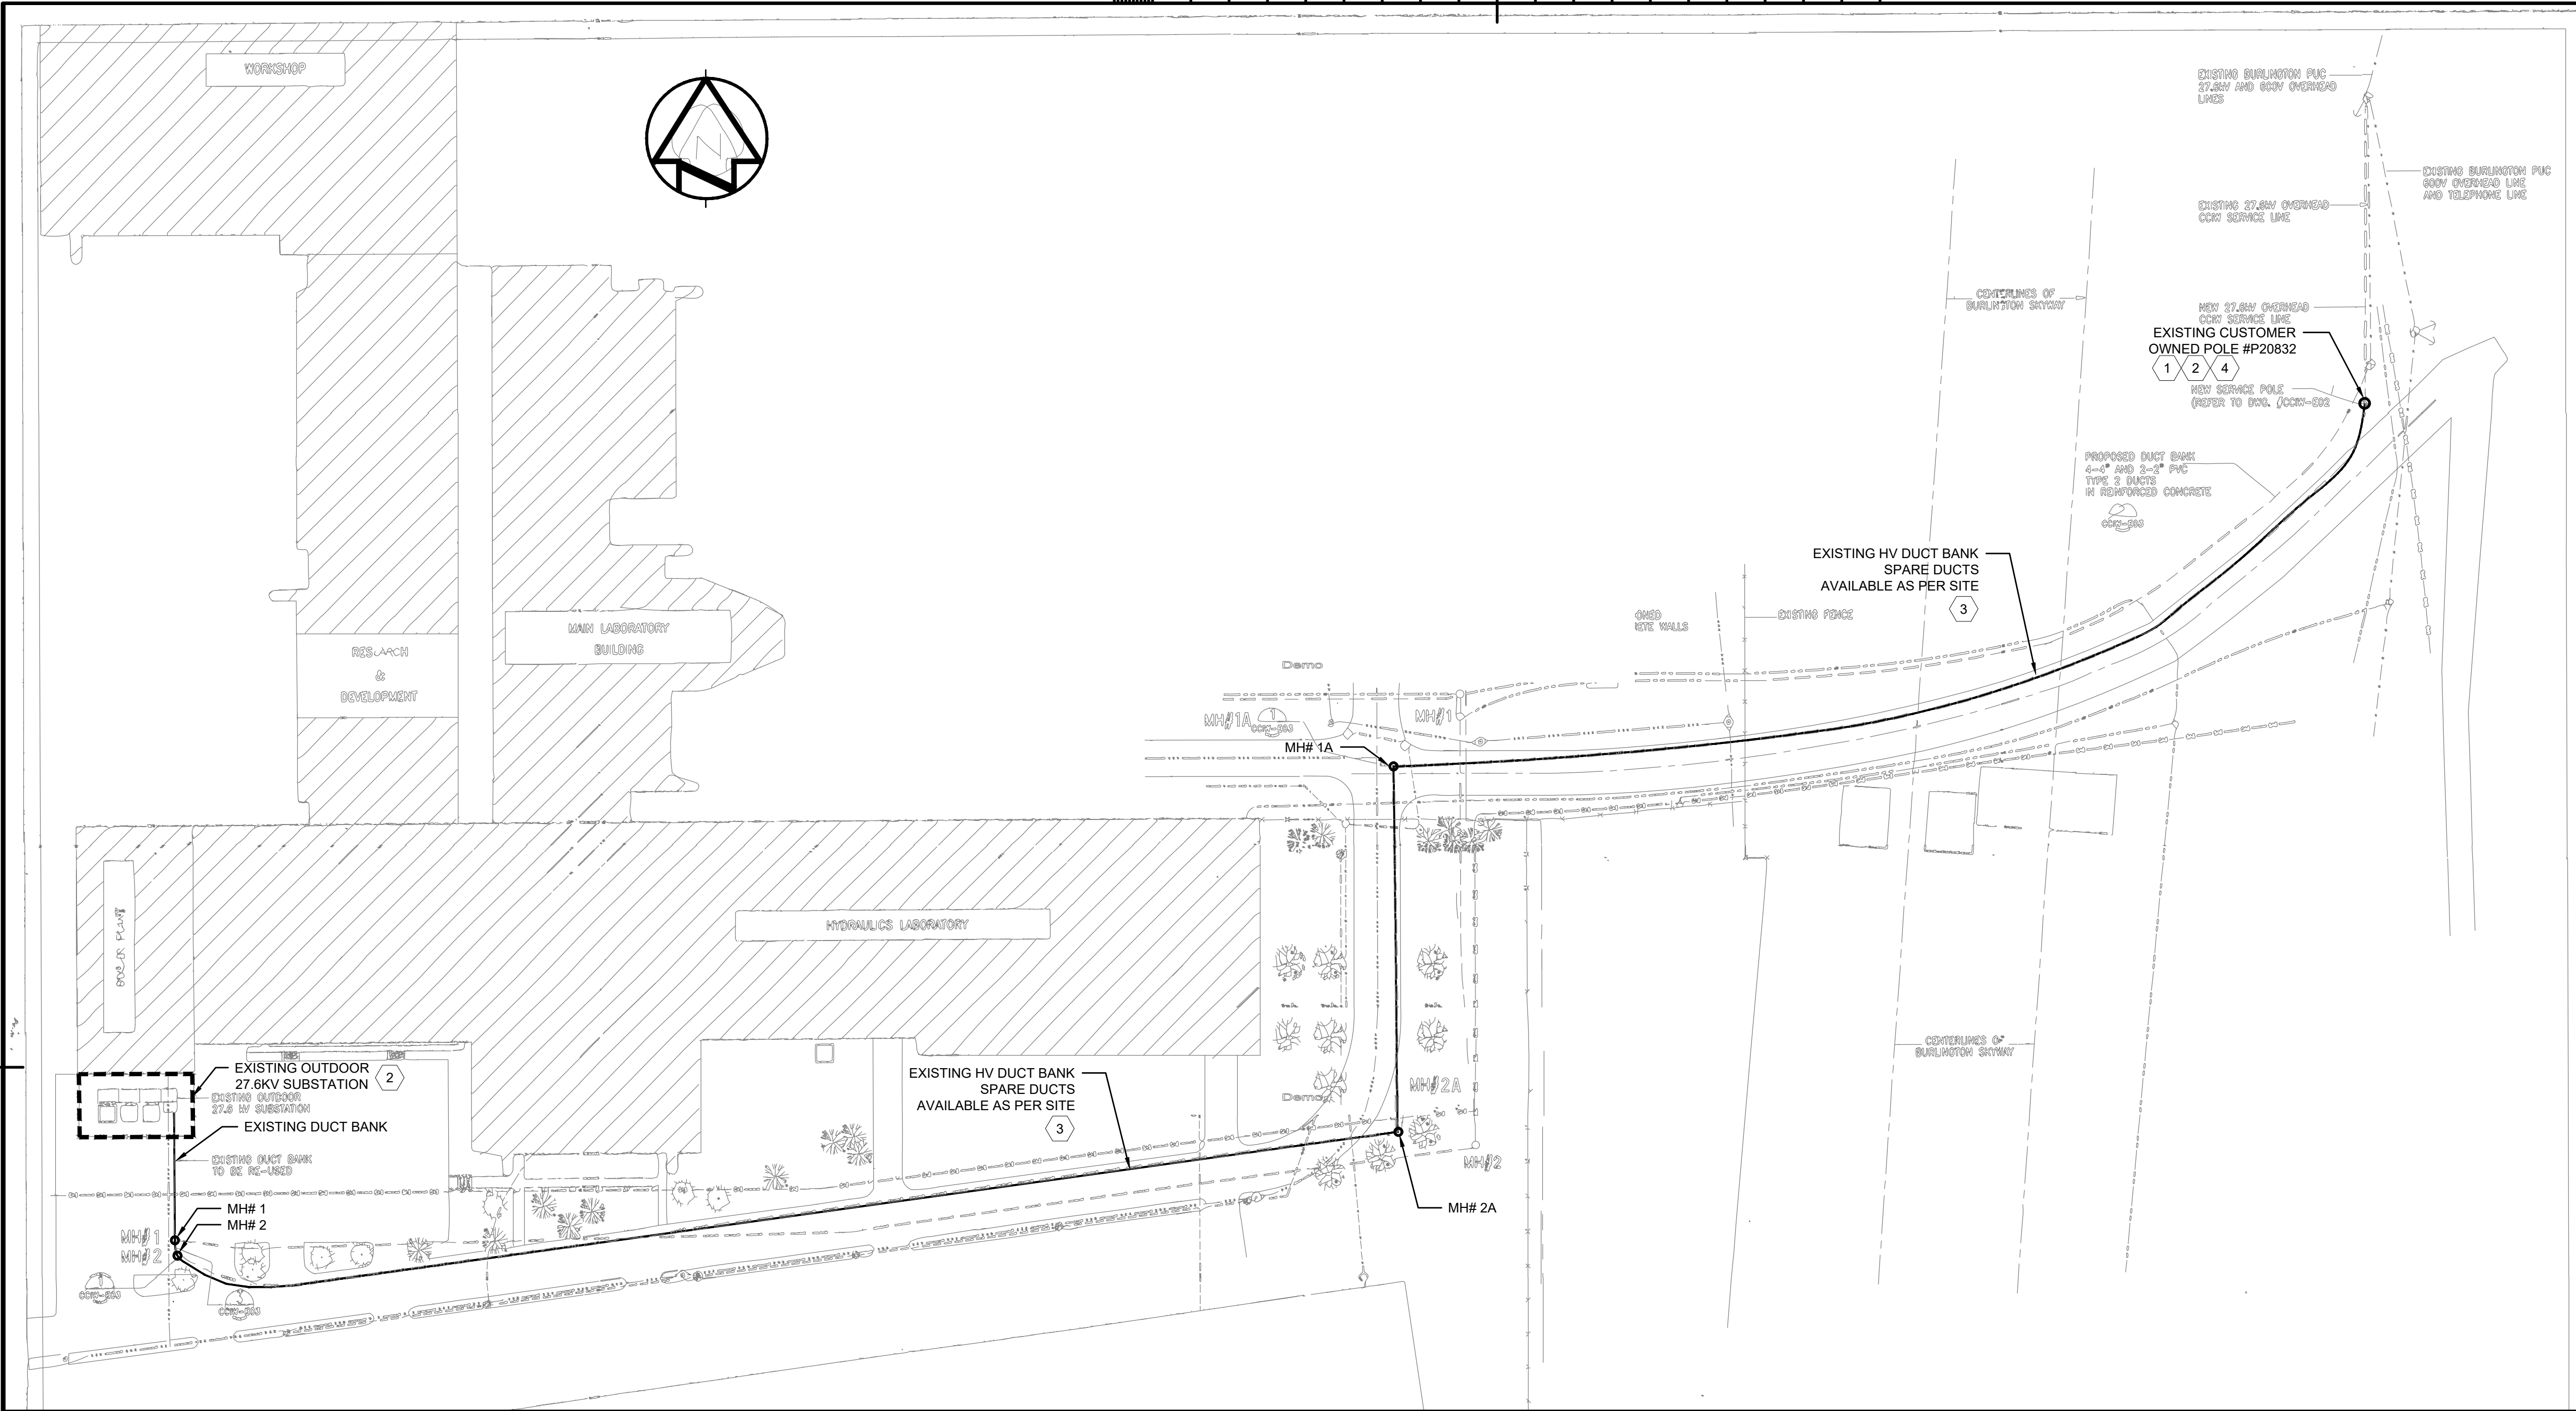 WORKSHOP
N
EXISTING BURLINGTON PUC
27.6kV AND 600V OVERHEAD
LINES
EXISTING BURLINGTON PUC
600V OVERHEAD LINE
AND TELEPHONE LINE
EXISTING 27.6kV OVERHEAD
CCIW SERVICE LINE
CENTERLINES OF
BURLINGTON SKYWAY
NEW 27.6kV OVERHEAD
CCIW SERVICE LINE
EXISTING CUSTOMER
OWNED POLE #P20832
1 2 4
NEW SERVICE POLE
(REFER TO DWG.
PROPOSED DUCT BANK
4-4" AND 2-2" PVC
TYPE 2 DUCTS
IN REINFORCED CONCRETE
EXISTING HV DUCT BANK
SPARE DUCTS
AVAILABLE AS PER SITE
3
EXISTING FENCE
ONED
WALLS
MAIN LABORATORY
BUILDING
RESEARCH
&
DEVELOPMENT
Demo
MH#1A
1
MH#1
MH# 1A
HYDRAULICS LABORATORY
BOILER PLANT
CENTERLINES OF
BURLINGTON SKYWAY
EXISTING OUTDOOR
27.6KV SUBSTATION
2
EXISTING OUTDOOR
27.6 kV SUBSTATION
EXISTING DUCT BANK
EXISTING DUCT BANK
TO BE RE-USED
EXISTING HV DUCT BANK
SPARE DUCTS
AVAILABLE AS PER SITE
3
Demo
MH#2A
MH#2
MH# 2A
MH# 1
MH# 2
MH#1
MH#2